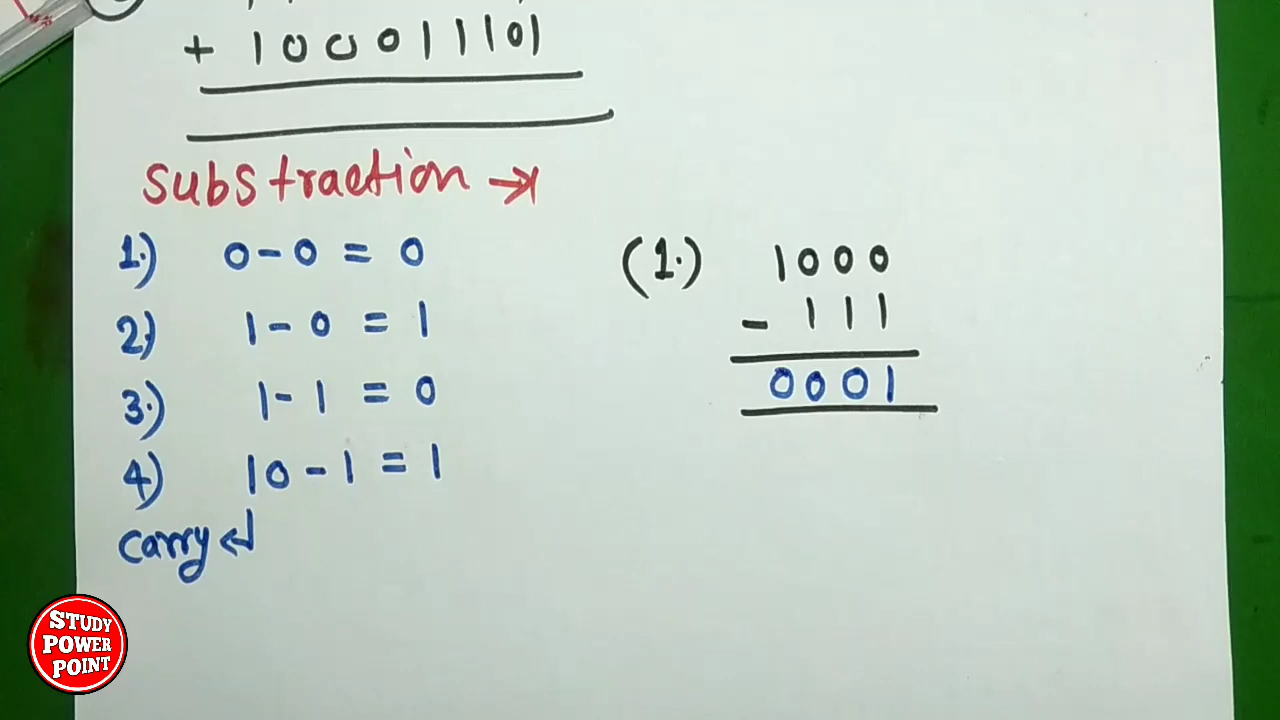 + 100011101
Substraction →
1.) 0 - 0 = 0
2.) 1 - 0 = 1
3.) 1 - 1 = 0
4.) 10 - 1 = 1
Carry ↲
(1.) 1000
- 111
0001
STUDY
POWER
POINT